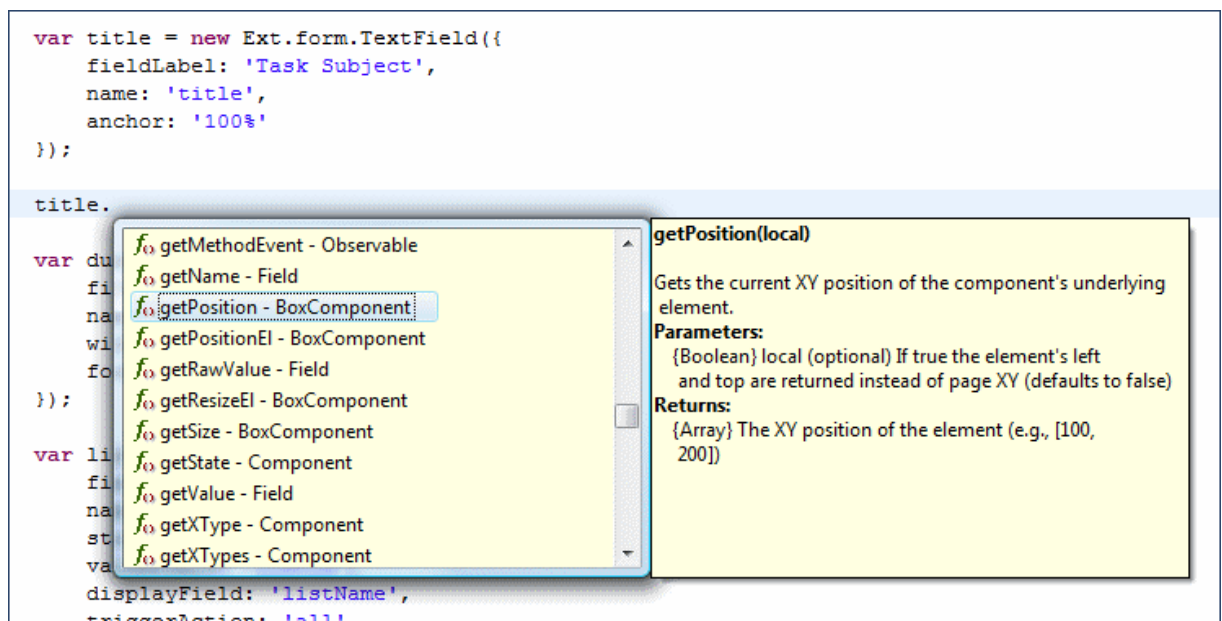 var title = new Ext.form.TextField({
    fieldLabel: 'Task Subject',
    name: 'title',
    anchor: '100%'
});
title.
var du
    fi
    na
    wi
    fo
});
var li
    fi
    na
    st
    va
    displayField: 'listName',
    triggerAction: 'all'
getMethodEvent - Observable
getName - Field
getPosition - BoxComponent
getPositionEl - BoxComponent
getRawValue - Field
getResizeEl - BoxComponent
getSize - BoxComponent
getState - Component
getValue - Field
getXType - Component
getXTypes - Component
getPosition(local)
Gets the current XY position of the component's underlying
element.
Parameters:
{Boolean} local (optional) If true the element's left
and top are returned instead of page XY (defaults to false)
Returns:
{Array} The XY position of the element (e.g., [100,
200])